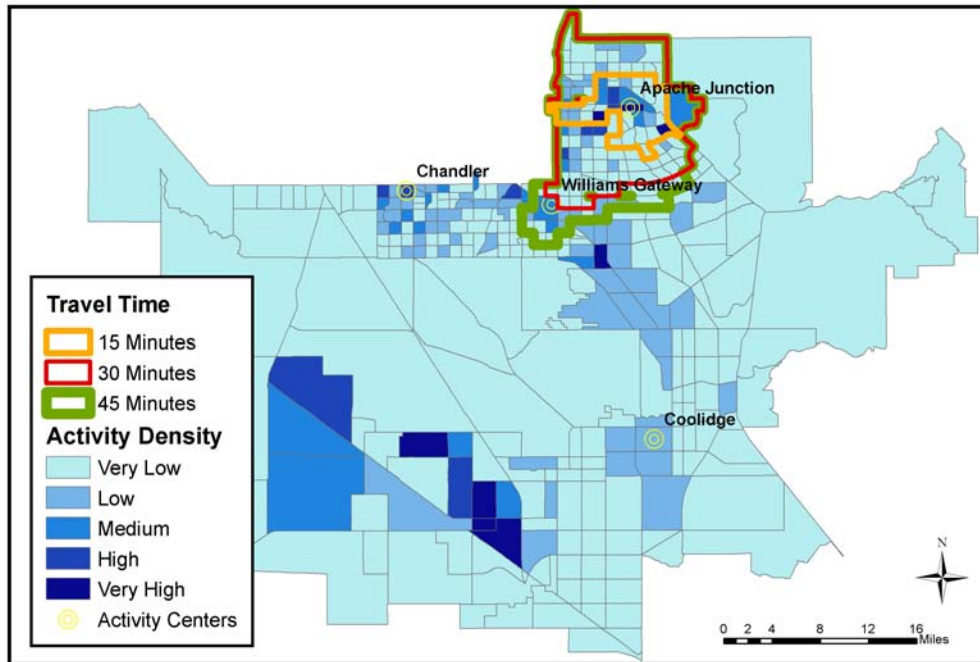 Apache Junction
Chandler
Williams Gateway
Travel Time
15 Minutes
30 Minutes
45 Minutes
Activity Density
Very Low
Low
Medium
High
Very High
Activity Centers
Coolidge
N
0 2 4 8 12 16
Miles